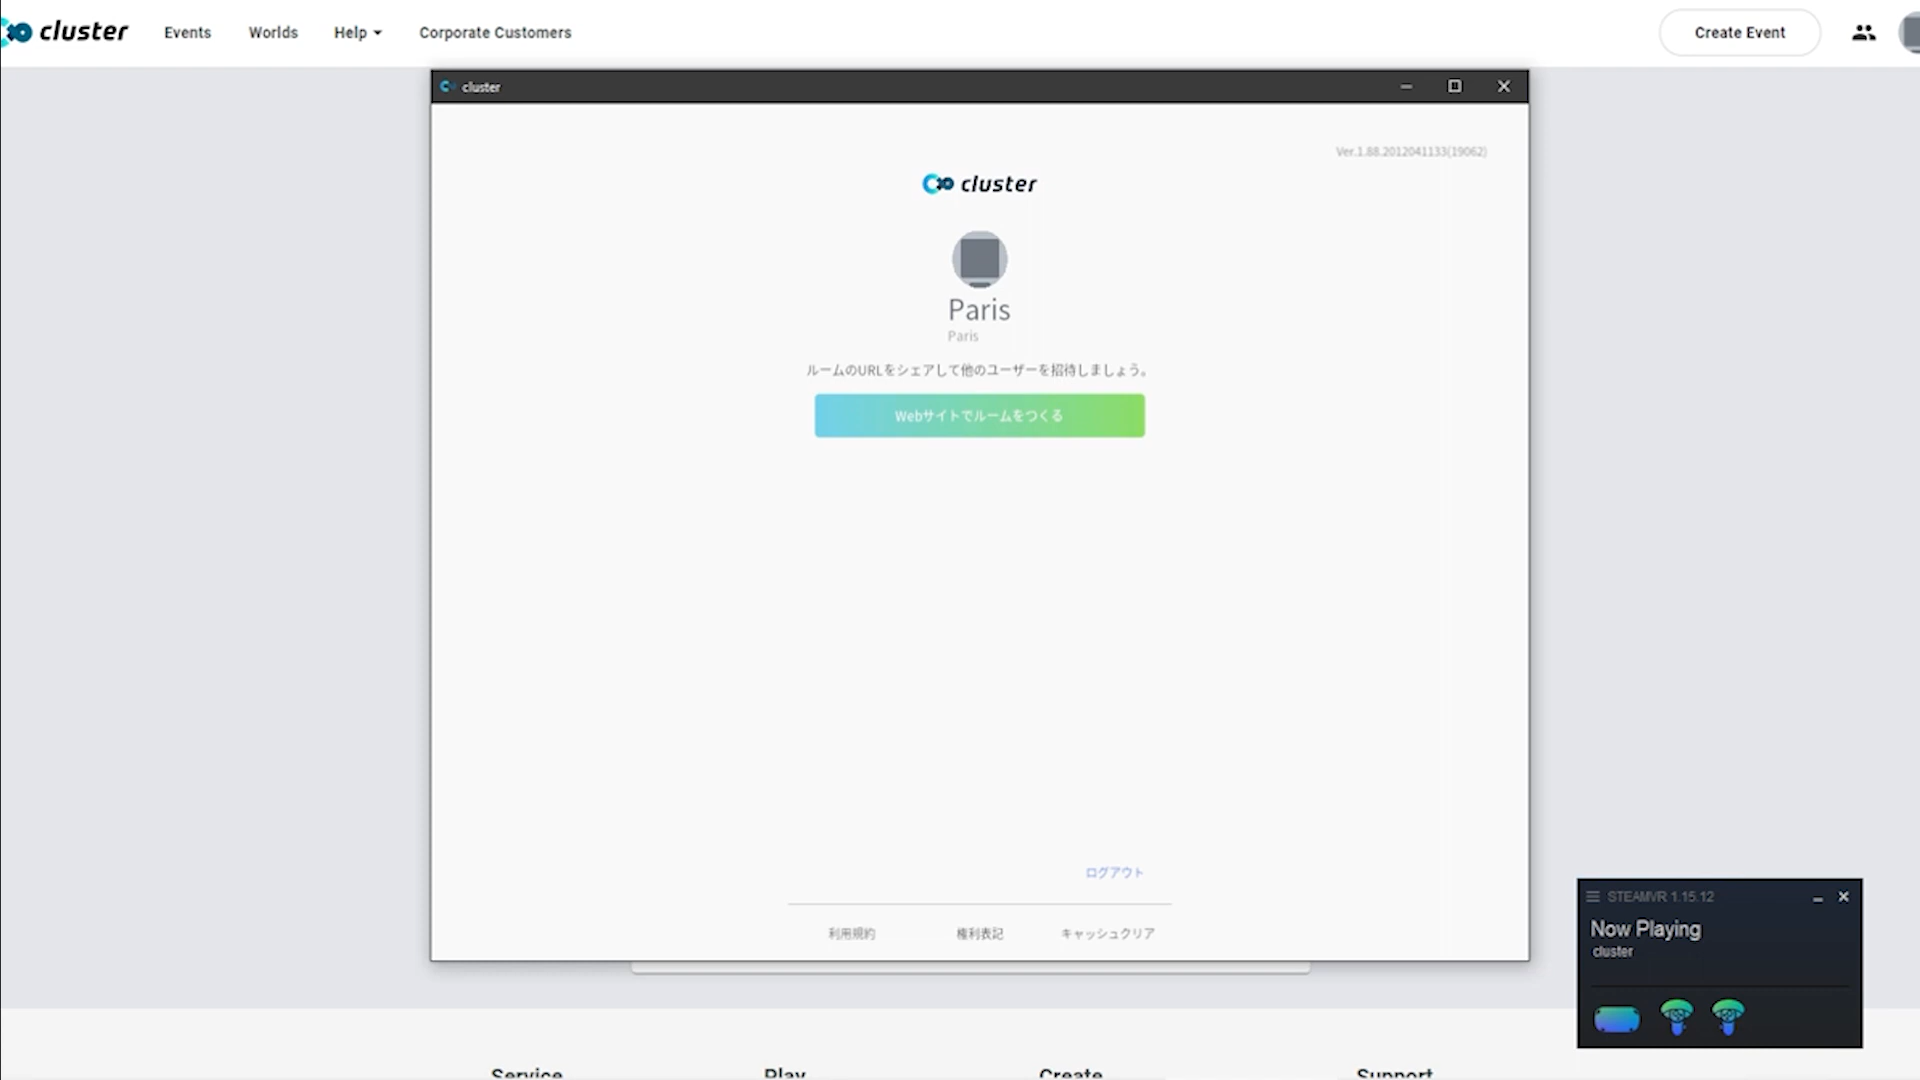 cluster
Events
Worlds
Help
Corporate Customers
Create Event
cluster
Ver.1.88.2012041133(19062)
cluster
Paris
Paris
ルームのURLをシェアして他のユーザーを招待しましょう。
Webサイトでルームをつくる
ログアウト
利用規約
権利表記
キャッシュクリア
STEAMVR 1.15.12
Now Playing
cluster
Service
Play
Create
Support